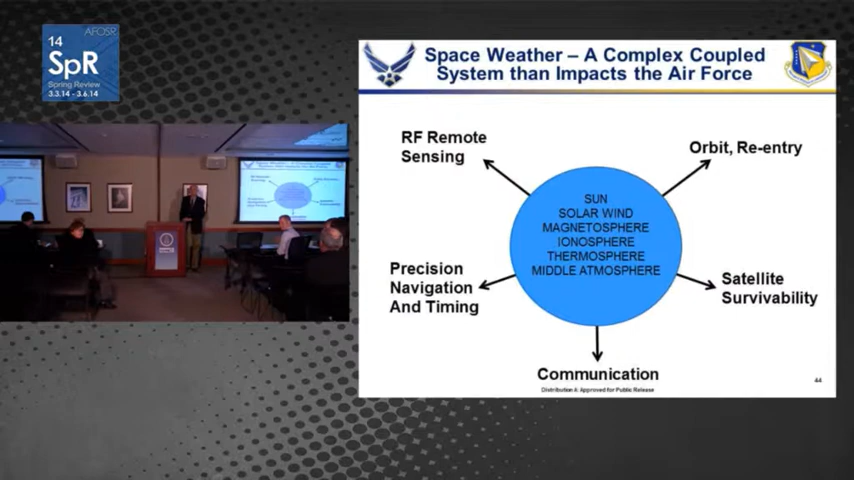 AFOSR
14
SpR
Spring Review
3.3.14 - 3.6.14
Space Weather – A Complex Coupled
System than Impacts the Air Force
RF Remote
Sensing
Orbit, Re-entry
SUN
SOLAR WIND
MAGNETOSPHERE
IONOSPHERE
THERMOSPHERE
MIDDLE ATMOSPHERE
Precision
Navigation
And Timing
Satellite
Survivability
Communication
Distribution A: Approved for Public Release
44